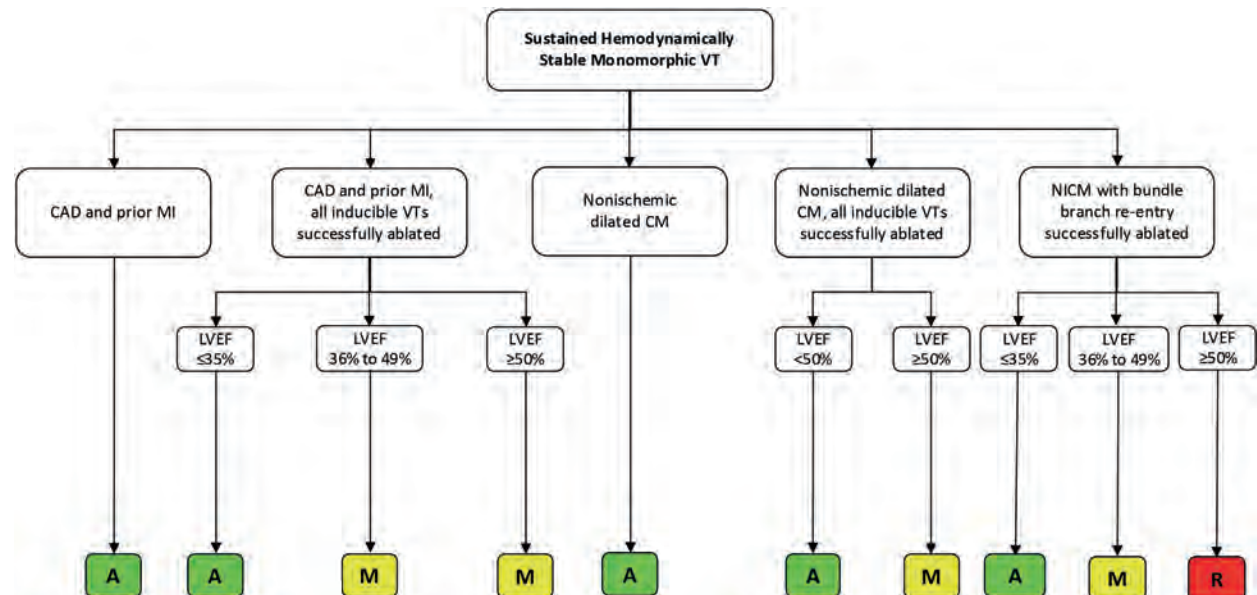 Sustained Hemodynamically
Stable Monomorphic VT
CAD and prior MI
CAD and prior MI,
all inducible VTs
successfully ablated
Nonischemic
dilated CM
Nonischemic dilated
CM, all inducible VTs
successfully ablated
NICM with bundle
branch re-entry
successfully ablated
LVEF
≤35%
LVEF
36% to 49%
LVEF
≥50%
LVEF
<50%
LVEF
≥50%
LVEF
≤35%
LVEF
36% to 49%
LVEF
≥50%
A
A
M
M
A
A
M
A
M
R